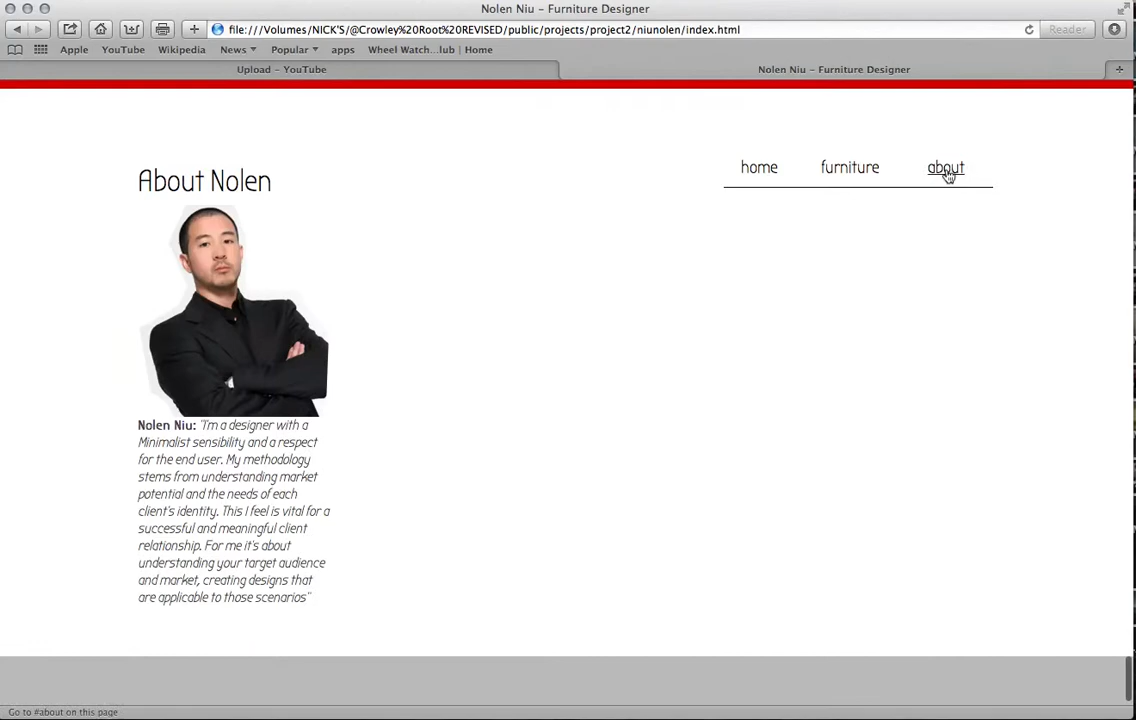 Nolen Niu – Furniture Designer
file:///Volumes/NICK'S/@Crowley%20Root%20REVISED/public/projects/project2/niunolen/index.html
Reader
Apple YouTube Wikipedia News Popular apps Wheel Watch...lub | Home
Upload – YouTube
Nolen Niu – Furniture Designer
home furniture about
About Nolen
Nolen Niu: "I'm a designer with a
Minimalist sensibility and a respect
for the end user. My methodology
stems from understanding market
potential and the needs of each
client's identity. This I feel is vital for a
successful and meaningful client
relationship. For me it's about
understanding your target audience
and market, creating designs that
are applicable to those scenarios"
Go to #about on this page